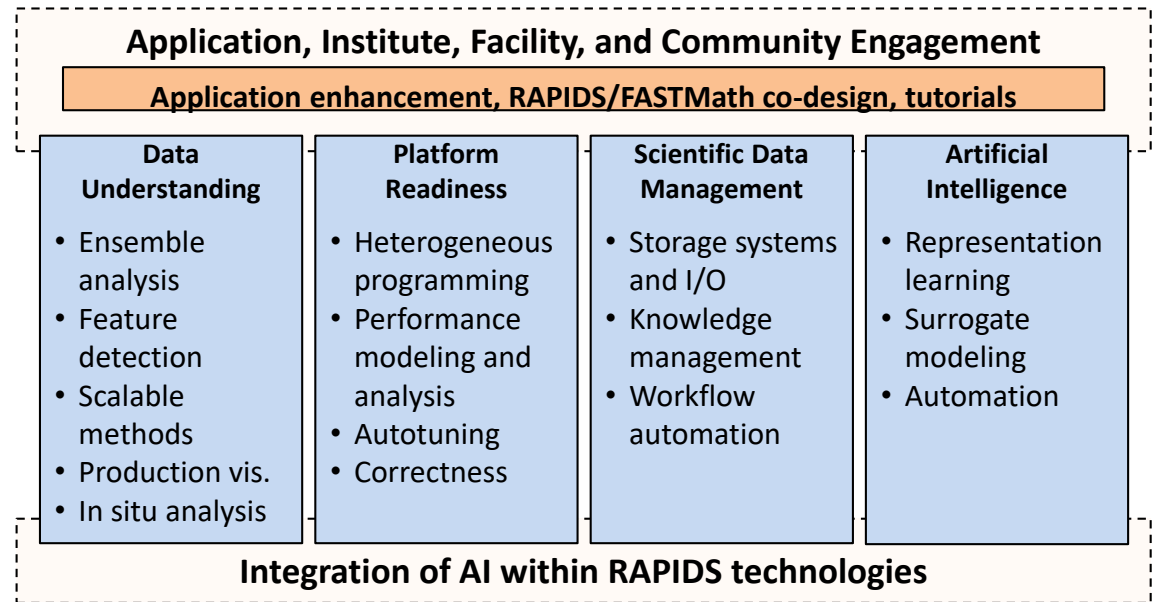 Application, Institute, Facility, and Community Engagement
Application enhancement, RAPIDS/FASTMath co-design, tutorials
Data
Understanding
• Ensemble
analysis
• Feature
detection
• Scalable
methods
• Production vis.
• In situ analysis
Platform
Readiness
• Heterogeneous
programming
• Performance
modeling and
analysis
• Autotuning
• Correctness
Scientific Data
Management
• Storage systems
and I/O
• Knowledge
management
• Workflow
automation
Artificial
Intelligence
• Representation
learning
• Surrogate
modeling
• Automation
Integration of AI within RAPIDS technologies